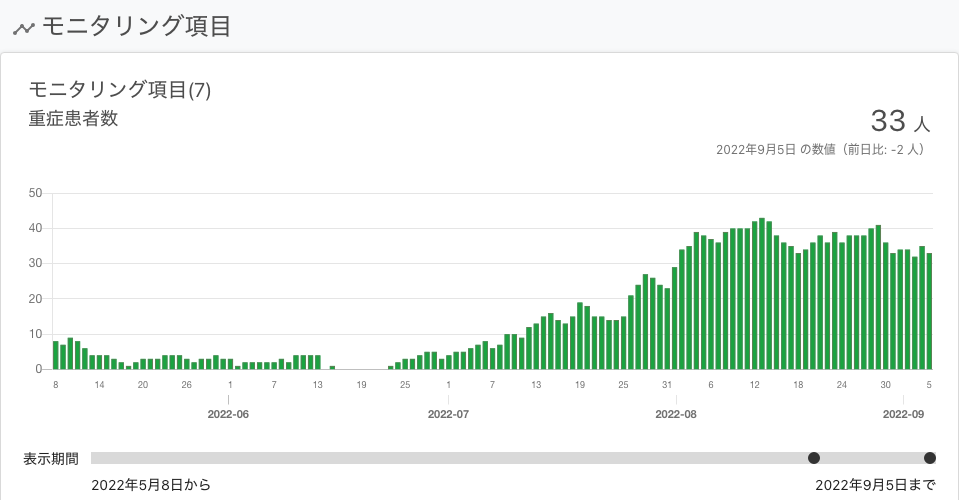 モニタリング項目
モニタリング項目(7)
重症患者数
33 人
2022年9月5日 の数値（前日比: -2 人）
50
40
30
20
10
0
8 14 20 26 1 7 13 19 25 1 7 13 19 25 31 6 12 18 24 30 5
2022-06 2022-07 2022-08 2022-09
表示期間
2022年5月8日から 2022年9月5日まで